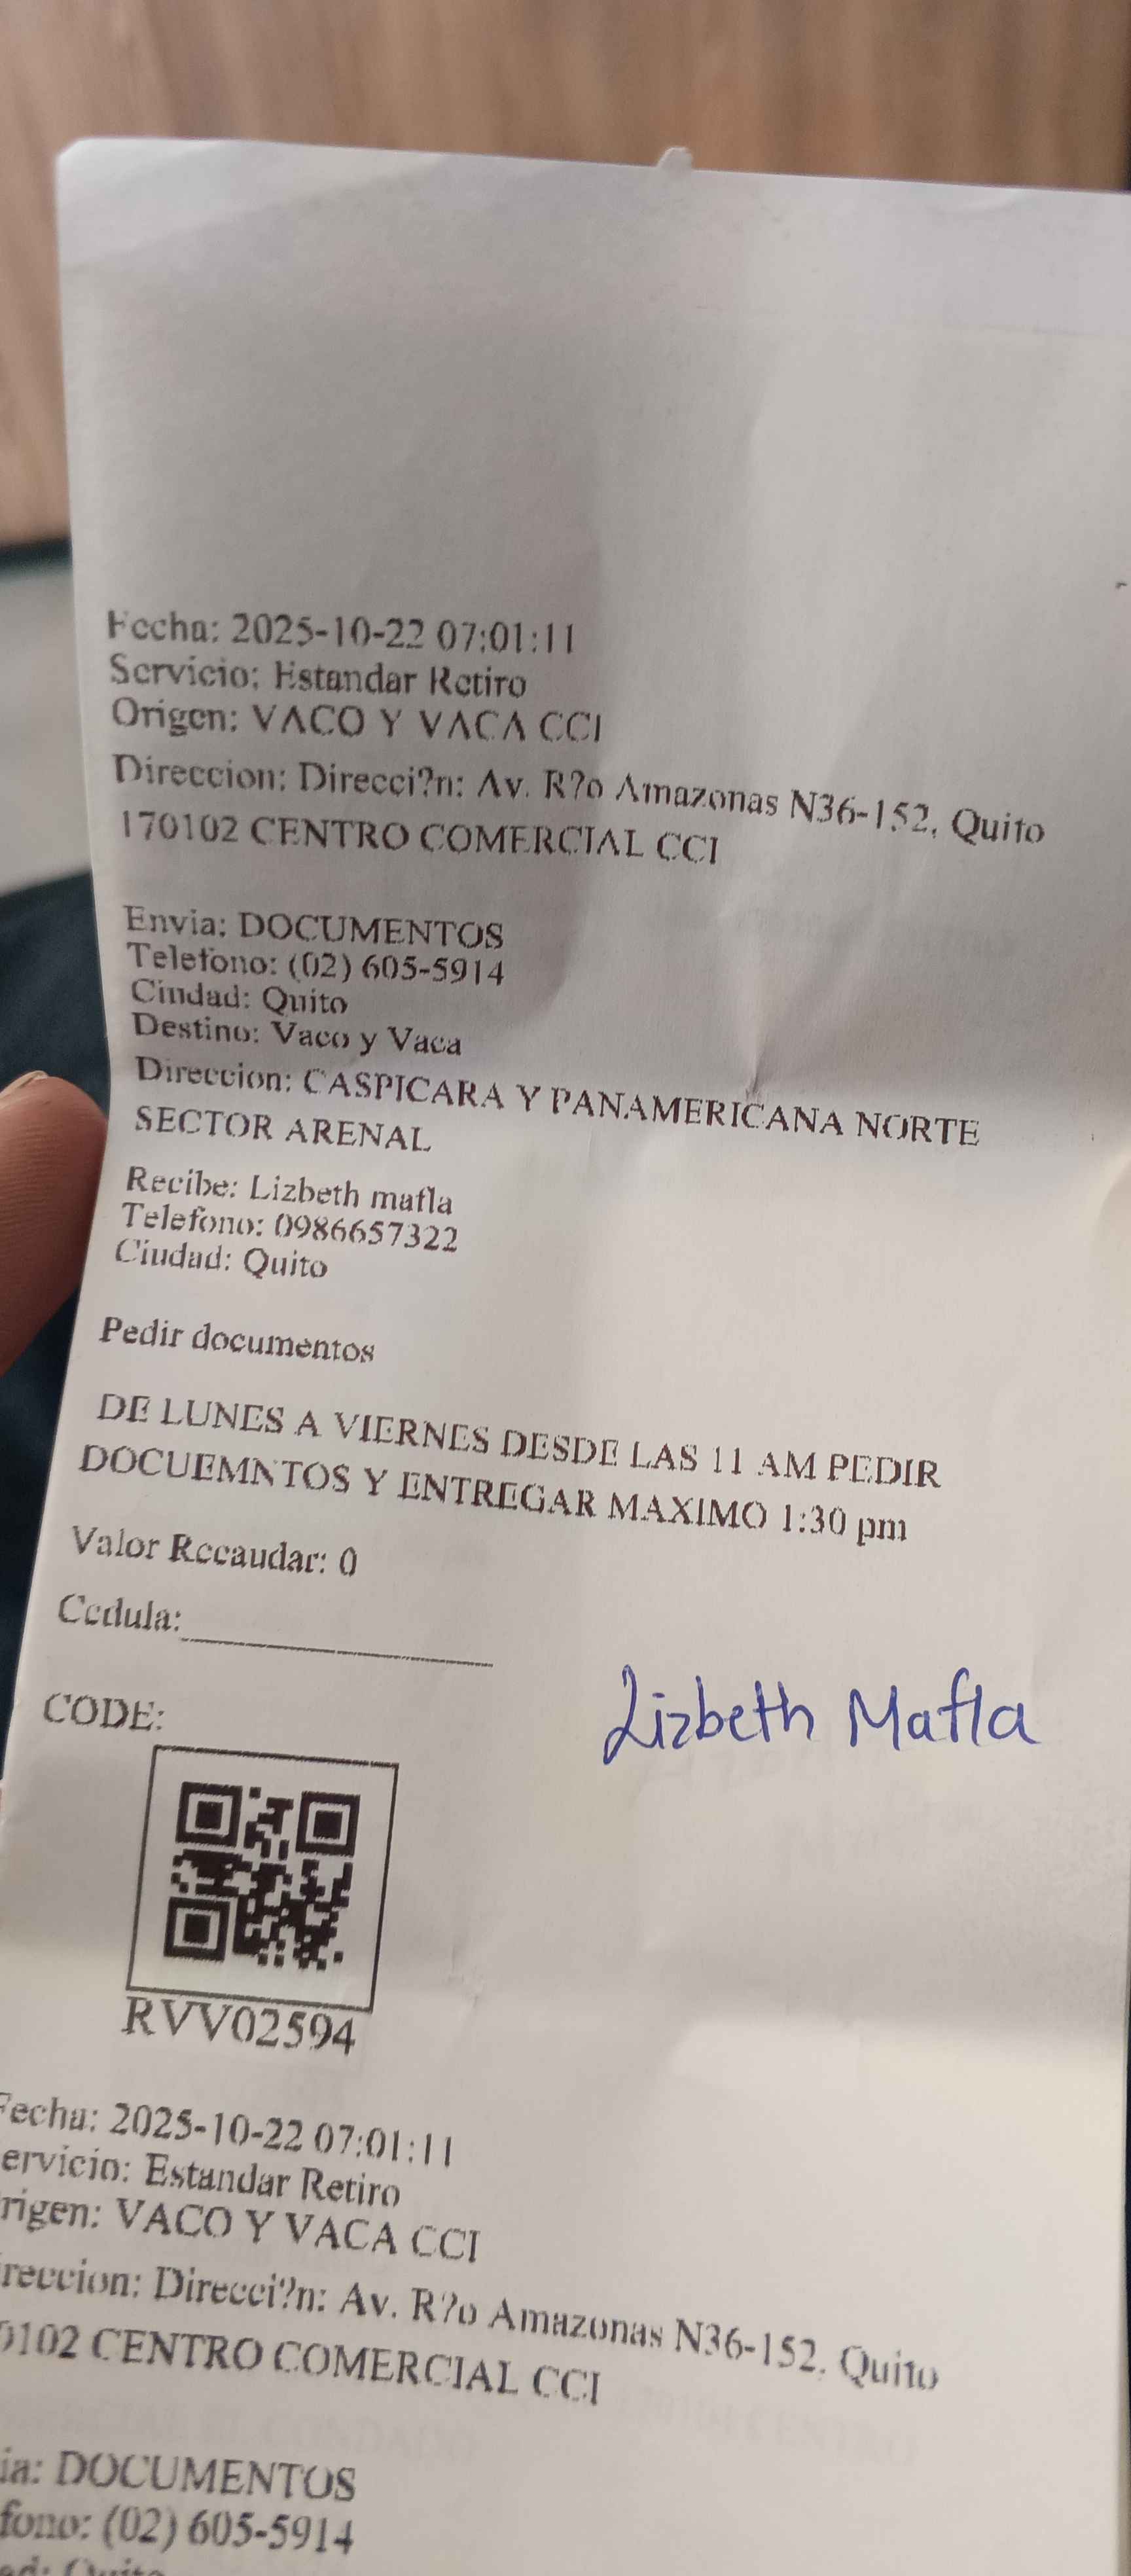 Fecha: 2025-10-22 07:01:11
Servicio: Estandar Retiro
Origen: VACO Y VACA CCI
Direccion: Direcci?n: Av. R?o Amazonas N36-152, Quito
170102 CENTRO COMERCIAL CCI
Envia: DOCUMENTOS
Telefono: (02) 605-5914
Ciudad: Quito
Destino: Vaco y Vaca
Direccion: CASPICARA Y PANAMERICANA NORTE
SECTOR ARENAL
Recibe: Lizbeth mafla
Telefono: 0986657322
Ciudad: Quito
Pedir documentos
DE LUNES A VIERNES DESDE LAS 11 AM PEDIR
DOCUEMNTOS Y ENTREGAR MAXIMO 1:30 pm
Valor Recaudar: 0
Cedula:
Lizbeth Mafla
CODE:
RVV02594
Fecha: 2025-10-22 07:01:11
ervicio: Estandar Retiro
rigen: VACO Y VACA CCI
reccion: Direcci?n: Av. R?o Amazonas N36-152, Quito
0102 CENTRO COMERCIAL CCI
ia: DOCUMENTOS
fono: (02) 605-5914
ad: Quito